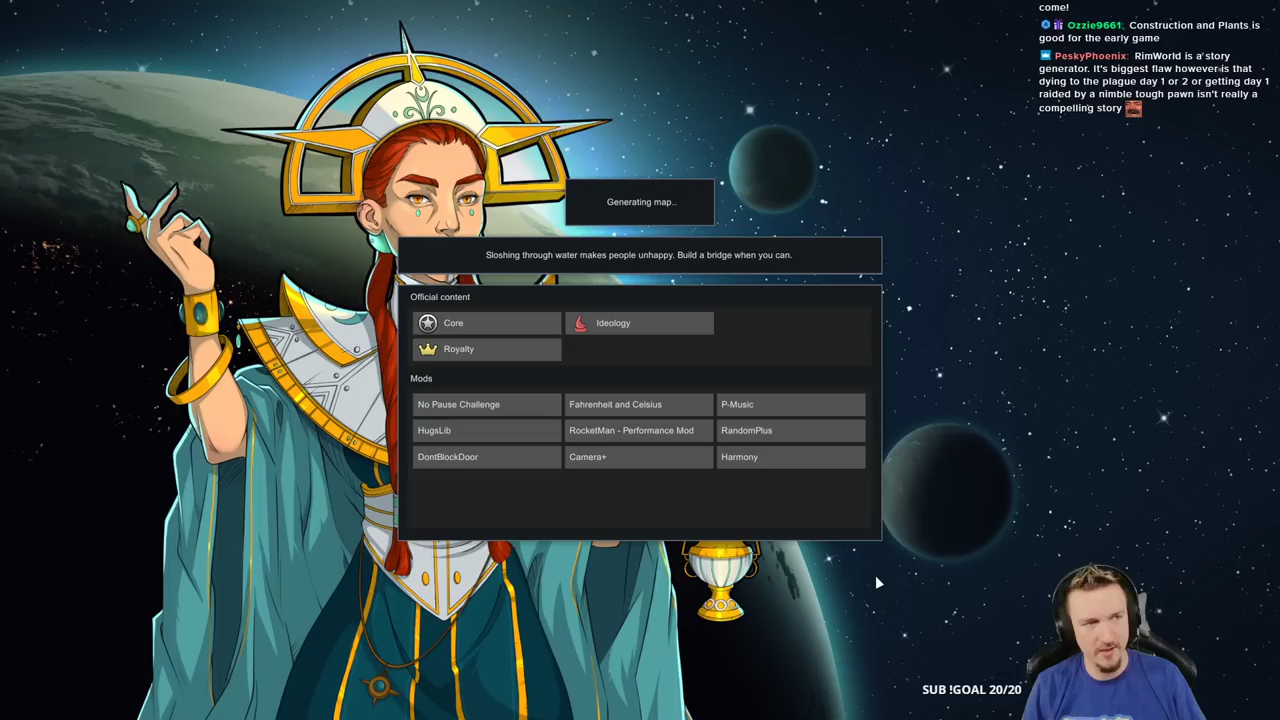 come!
Ozzie9661: Construction and Plants is
good for the early game
PeskyPhoenix: RimWorld is a story
generator. It's biggest flaw however is that
dying to the plague day 1 or 2 or getting day 1
raided by a nimble tough pawn isn't really a
compelling story
Generating map..
Sloshing through water makes people unhappy. Build a bridge when you can.
Official content
Core
Ideology
Royalty
Mods
No Pause Challenge
Fahrenheit and Celsius
P-Music
HugsLib
RocketMan - Performance Mod
RandomPlus
DontBlockDoor
Camera+
Harmony
SUB !GOAL 20/20